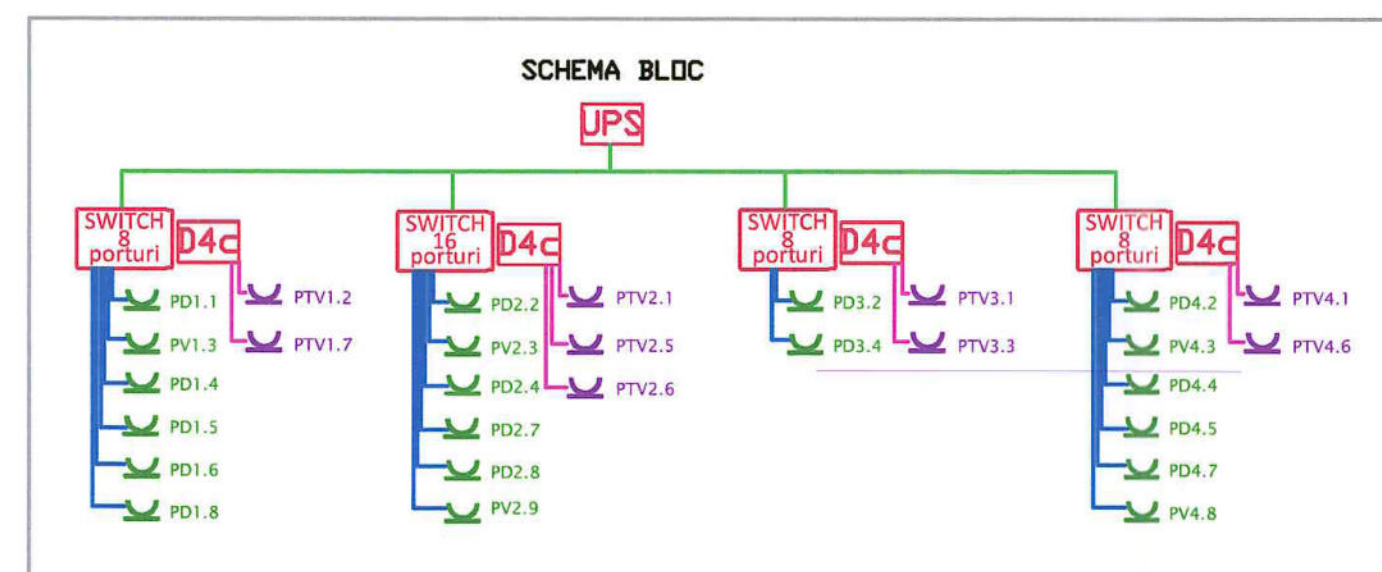 SCHEMA BLOC
UPS
SWITCH
8
porturi
D4c
PD1.1
PV1.3
PD1.4
PD1.5
PD1.6
PD1.8
PTV1.2
PTV1.7
SWITCH
16
porturi
D4c
PD2.2
PV2.3
PD2.4
PD2.7
PD2.8
PV2.9
PTV2.1
PTV2.5
PTV2.6
SWITCH
8
porturi
D4c
PD3.2
PD3.4
PTV3.1
PTV3.3
SWITCH
8
porturi
D4c
PD4.2
PV4.3
PD4.4
PD4.5
PD4.7
PV4.8
PTV4.1
PTV4.6